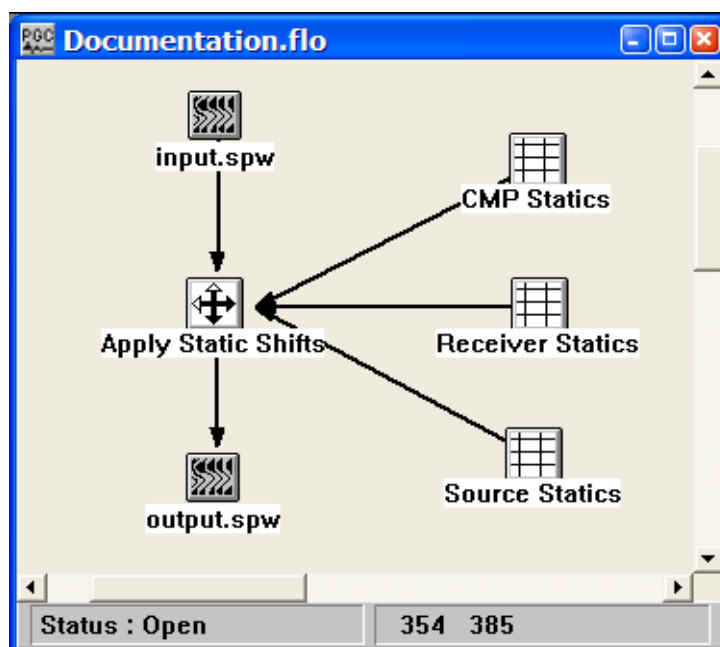 PGC
Documentation.flo
input.spw
CMP Statics
Apply Static Shifts
Receiver Statics
Source Statics
output.spw
Status : Open
354 385